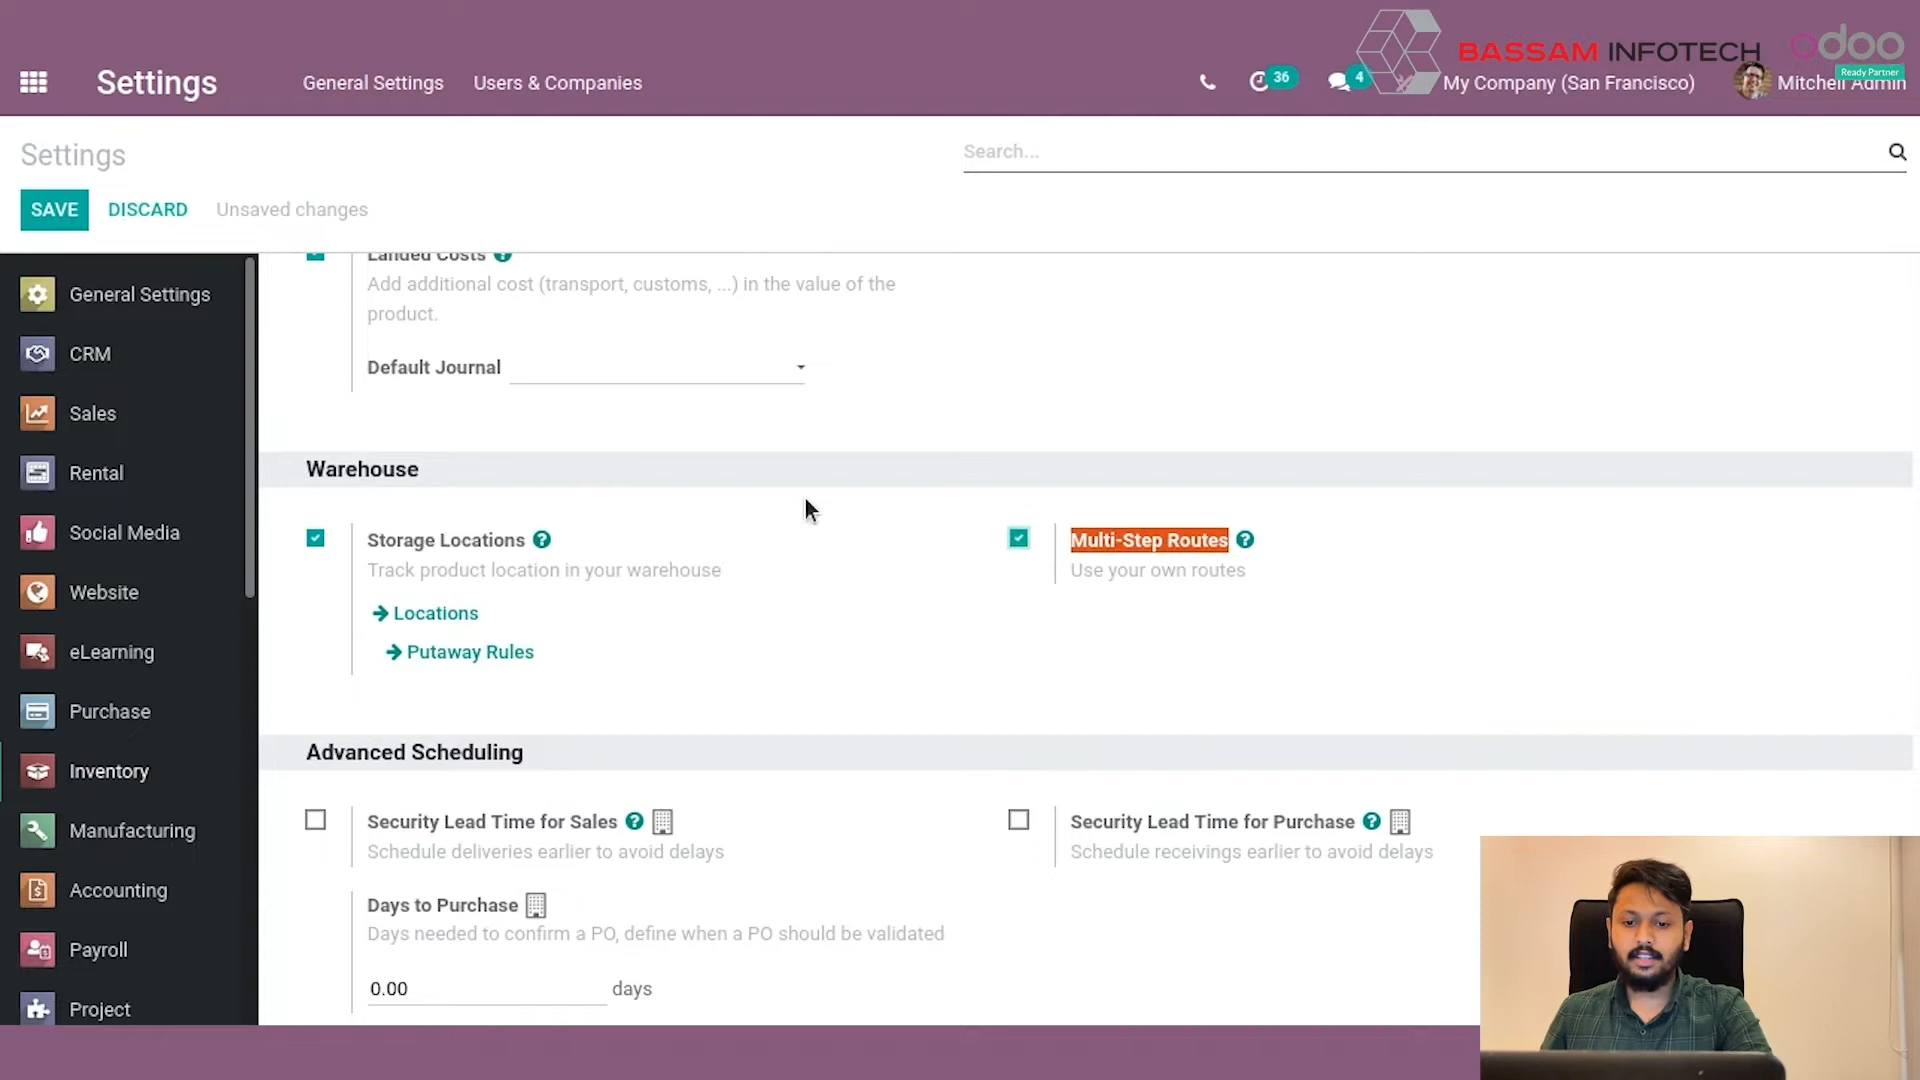 BASSAM INFOTECH
odoo
Ready Partner
Settings
General Settings
Users & Companies
36
4
My Company (San Francisco)
Mitchell Admin
Settings
Search...
SAVE
DISCARD
Unsaved changes
General Settings
CRM
Sales
Rental
Social Media
Website
eLearning
Purchase
Inventory
Manufacturing
Accounting
Payroll
Project
Landed Costs
Add additional cost (transport, customs, ...) in the value of the
product.
Default Journal
Warehouse
Storage Locations
Track product location in your warehouse
Locations
Putaway Rules
Multi-Step Routes
Use your own routes
Advanced Scheduling
Security Lead Time for Sales
Schedule deliveries earlier to avoid delays
Security Lead Time for Purchase
Schedule receivings earlier to avoid delays
Days to Purchase
Days needed to confirm a PO, define when a PO should be validated
0.00 days